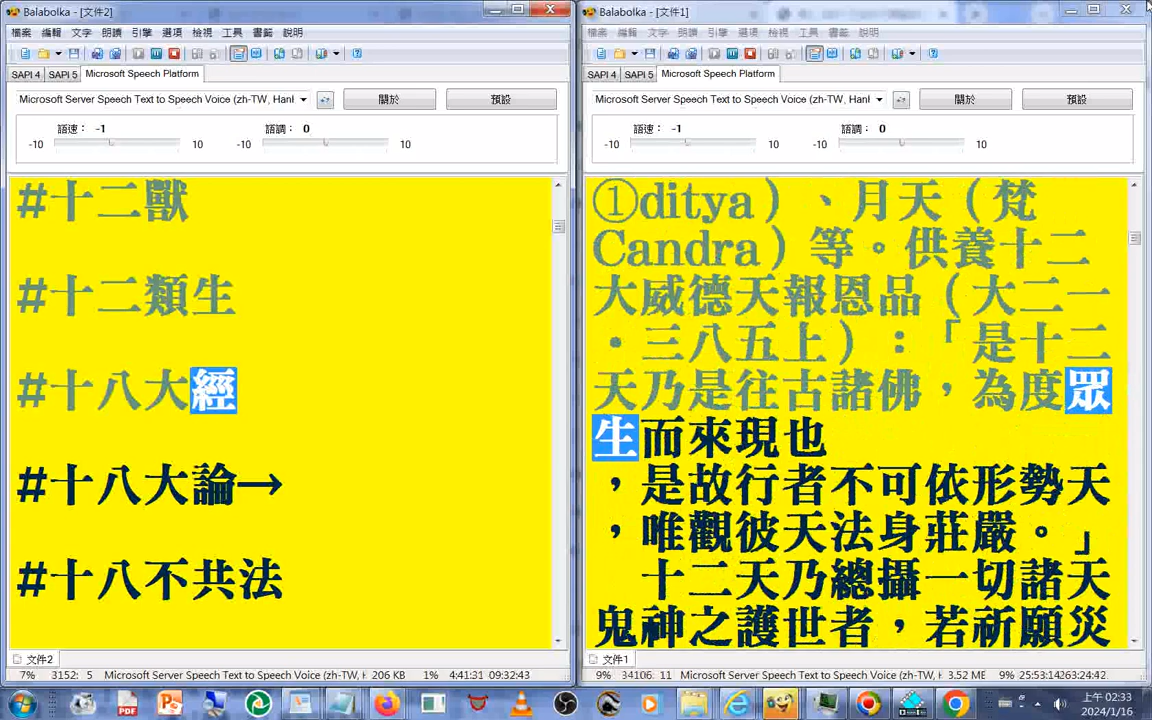 Balabolka - [文件2]
檔案 編輯 文字 朗讀 引擎 選項 檢視 工具 書籤 說明
SAPI 4 SAPI 5 Microsoft Speech Platform
Microsoft Server Speech Text to Speech Voice (zh-TW, Hanl
關於 預設
語速： -1 語調： 0
-10 10 -10 10
#十二獸
#十二類生
#十八大經
#十八大論→
#十八不共法
文件2
7% 3152: 5 Microsoft Server Speech Text to Speech Voice (zh-TW, 206 KB 1% 4:41:31 09:32:43
Balabolka - [文件1]
檔案 編輯 文字 朗讀 引擎 選項 檢視 工具 書籤 說明
SAPI 4 SAPI 5 Microsoft Speech Platform
Microsoft Server Speech Text to Speech Voice (zh-TW, Hanl
關於 預設
語速： -1 語調： 0
-10 10 -10 10
①ditya）、月天（梵
Candra）等。供養十二
大威德天報恩品（大二一
‧三八五上）：「是十二
天乃是往古諸佛，為度眾
生而來現也
，是故行者不可依形勢天
，唯觀彼天法身莊嚴。」
十二天乃總攝一切諸天
鬼神之護世者，若祈願災
文件1
9% 34106: 11 Microsoft Server Speech Text to Speech Voice (zh-TW, 3.52 ME 9% 25:53:14263:24:42.
上午 02:33
2024/1/16